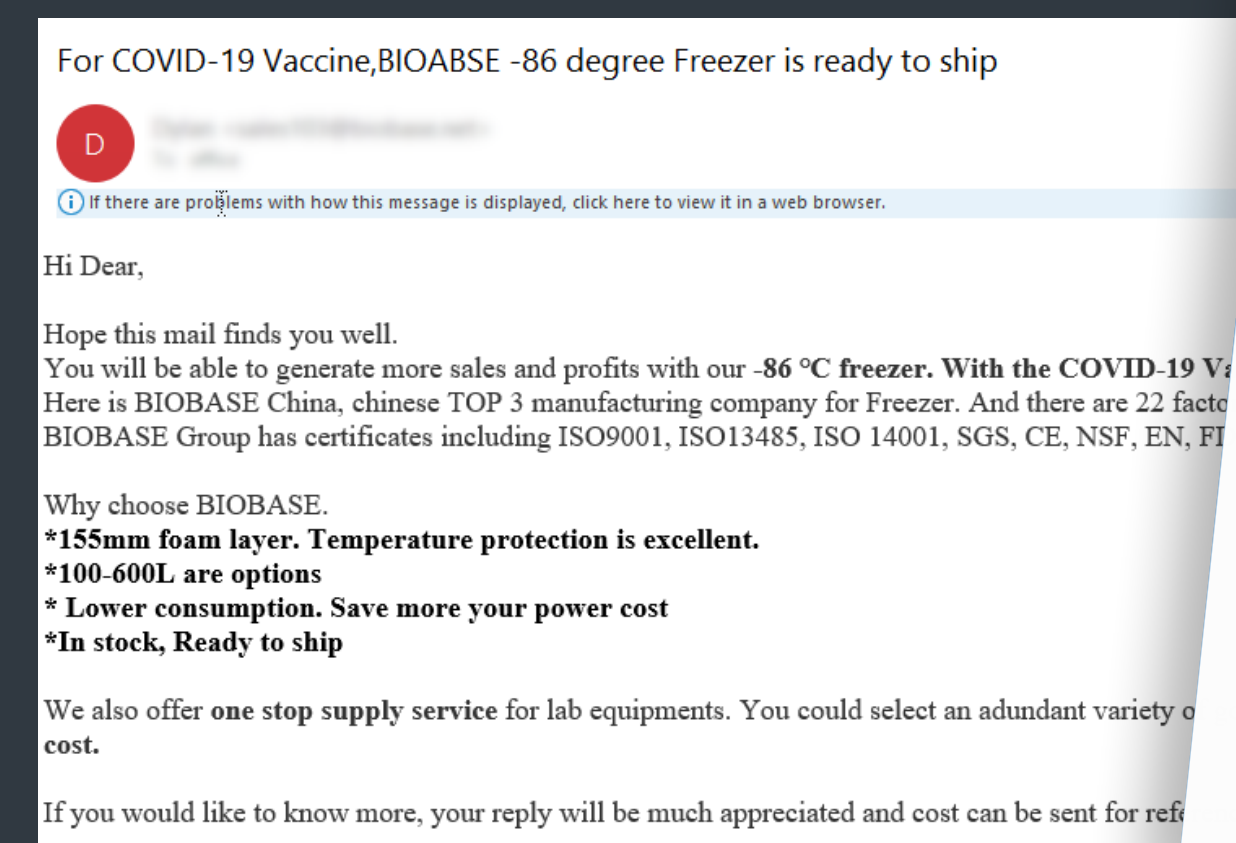 For COVID-19 Vaccine,BIOABSE -86 degree Freezer is ready to ship
D
If there are problems with how this message is displayed, click here to view it in a web browser.
Hi Dear,
Hope this mail finds you well.
You will be able to generate more sales and profits with our -86 °C freezer. With the COVID-19
Here is BIOBASE China, chinese TOP 3 manufacturing company for Freezer. And there are 22
BIOBASE Group has certificates including ISO9001, ISO13485, ISO 14001, SGS, CE, NSF, EN,
Why choose BIOBASE.
*155mm foam layer. Temperature protection is excellent.
*100-600L are options
* Lower consumption. Save more your power cost
*In stock, Ready to ship
We also offer one stop supply service for lab equipments. You could select an adundant variety
cost.
If you would like to know more, your reply will be much appreciated and cost can be sent for